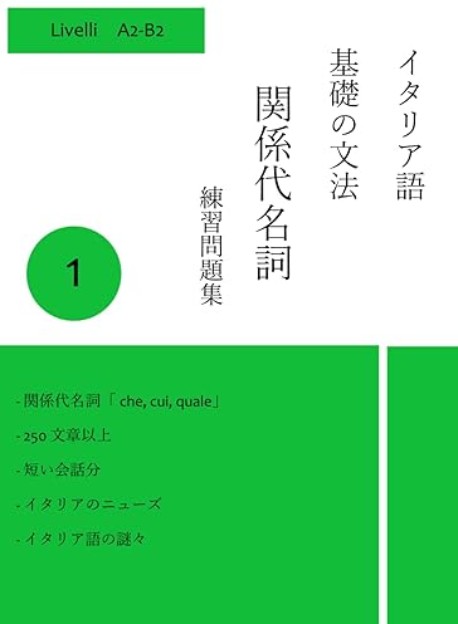 Livelli A2-B2
イタリア語
基礎の文法
関係代名詞
練習問題集
1
- 関係代名詞「 che, cui, quale」
- 250 文章以上
- 短い会話分
- イタリアのニューズ
- イタリア語の謎々